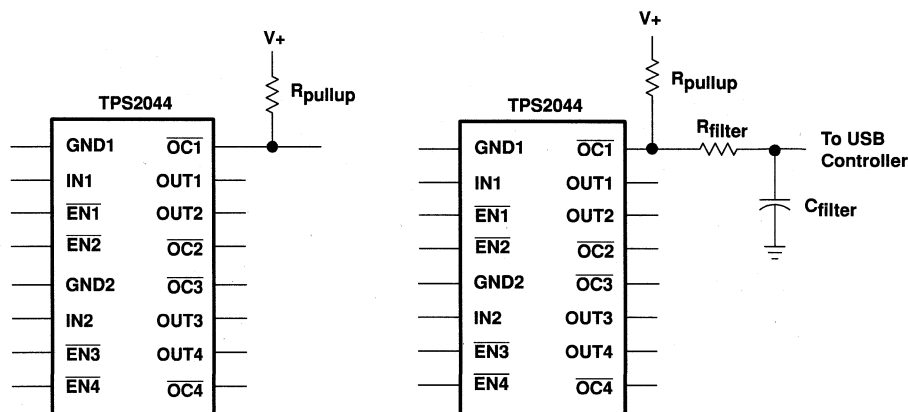 V+
Rpullup
TPS2044
GND1 OC1
IN1 OUT1
EN1 OUT2
EN2 OC2
GND2 OC3
IN2 OUT3
EN3 OUT4
EN4 OC4
V+
Rpullup
TPS2044
Rfilter
GND1 OC1
To USB
Controller
IN1 OUT1
EN1 OUT2
Cfilter
EN2 OC2
GND2 OC3
IN2 OUT3
EN3 OUT4
EN4 OC4